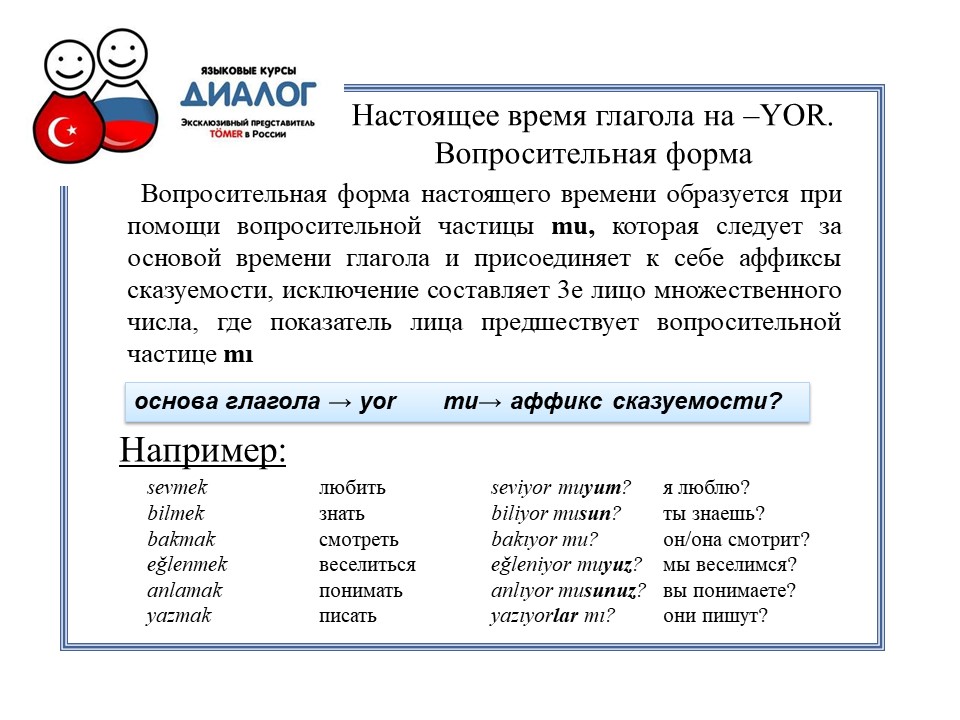 ЯЗЫКОВЫЕ КУРСЫ
ДИАЛОГ
Эксклюзивный представитель
TÖMER в России
Настоящее время глагола на –YOR.
Вопросительная форма
Вопросительная форма настоящего времени образуется при
помощи вопросительной частицы mu, которая следует за
основой времени глагола и присоединяет к себе аффиксы
сказуемости, исключение составляет 3е лицо множественного
числа, где показатель лица предшествует вопросительной
частице mı
основа глагола → yor mu→ аффикс сказуемости?
Например:
sevmek любить seviyor muyum? я люблю?
bilmek знать biliyor musun? ты знаешь?
bakmak смотреть bakıyor mu? он/она смотрит?
eğlenmek веселиться eğleniyor muyuz? мы веселимся?
anlamak понимать anlıyor musunuz? вы понимаете?
yazmak писать yazıyorlar mı? они пишут?